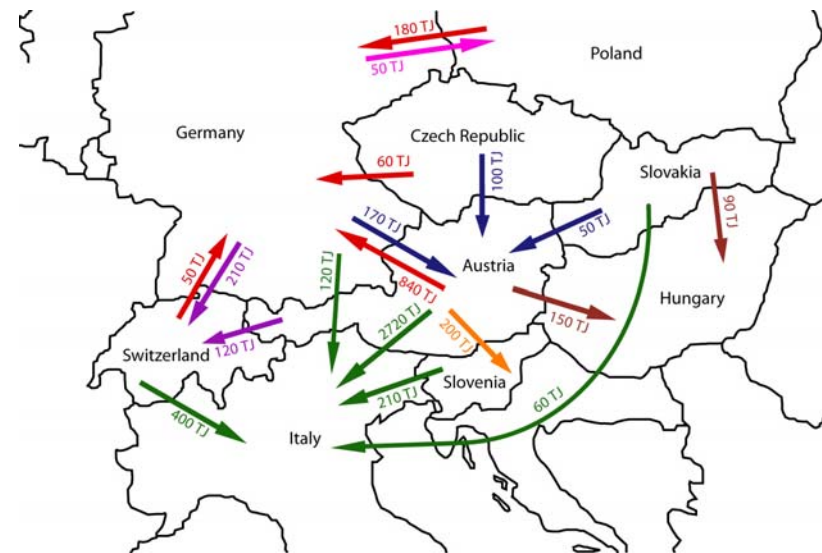 180 TJ
50 TJ
Poland
Germany
Czech Republic
60 TJ
100 TJ
Slovakia
90 TJ
170 TJ
50 TJ
Austria
50 TJ
210 TJ
120 TJ
840 TJ
Hungary
150 TJ
2720 TJ
200 TJ
120 TJ
Switzerland
Slovenia
210 TJ
60 TJ
400 TJ
Italy